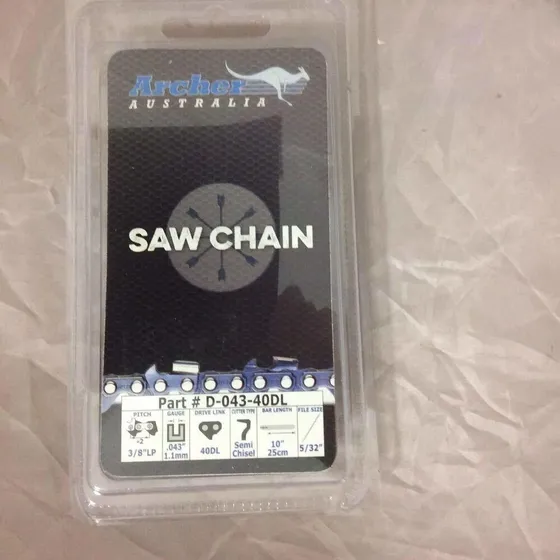 Archer
AUSTRALIA
SAW CHAIN
Part # D-043-40DL
PITCH GAUGE DRIVE LINK CUTTER TYPE BAR LENGTH FILE SIZE
÷2
3/8"LP .043" 1.1mm 40DL Semi Chisel 10" 25cm 5/32"